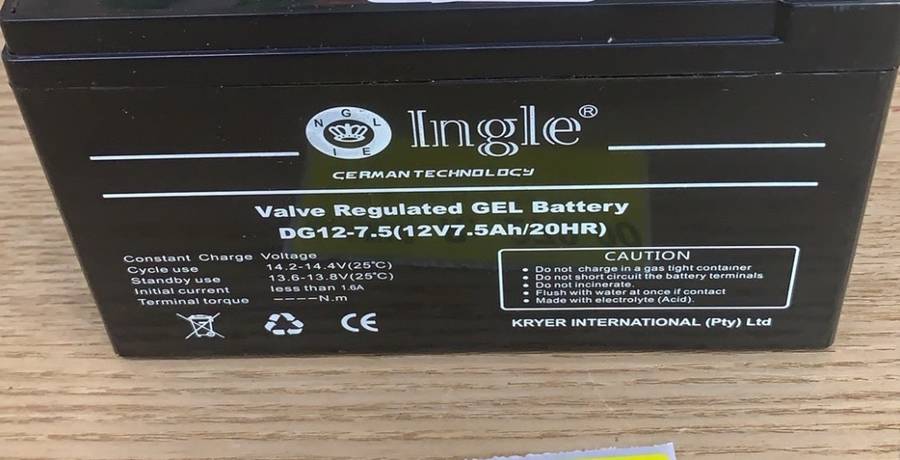 INGLE
Ingle®
GERMAN TECHNOLOGY
Valve Regulated GEL Battery
DG12-7.5(12V7.5Ah/20HR)
Constant Charge Voltage
Cycle use 14.2-14.4V(25°C)
Standby use 13.6-13.8V(25°C)
Initial current less than 1.6A
Terminal torque ----N.m
CE
CAUTION
• Do not charge in a gas tight container
• Do not short circuit the battery terminals
• Do not incinerate.
• Flush with water at once if contact
• Made with electrolyte (Acid).
KRYER INTERNATIONAL (Pty) Ltd